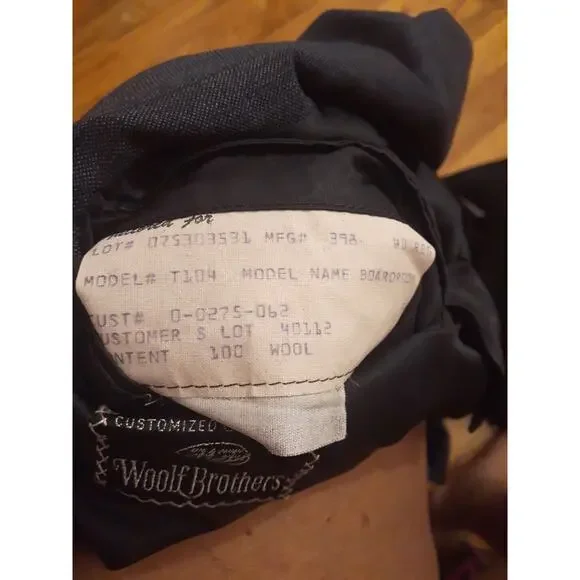 for
LOT# 075303531 MFG# 398
MODEL# T104 MODEL NAME
CUST# 0-0275-062
CUSTOMER S LOT 40112
CONTENT 100 WOOL
CUSTOMIZED
Woolf Brothers